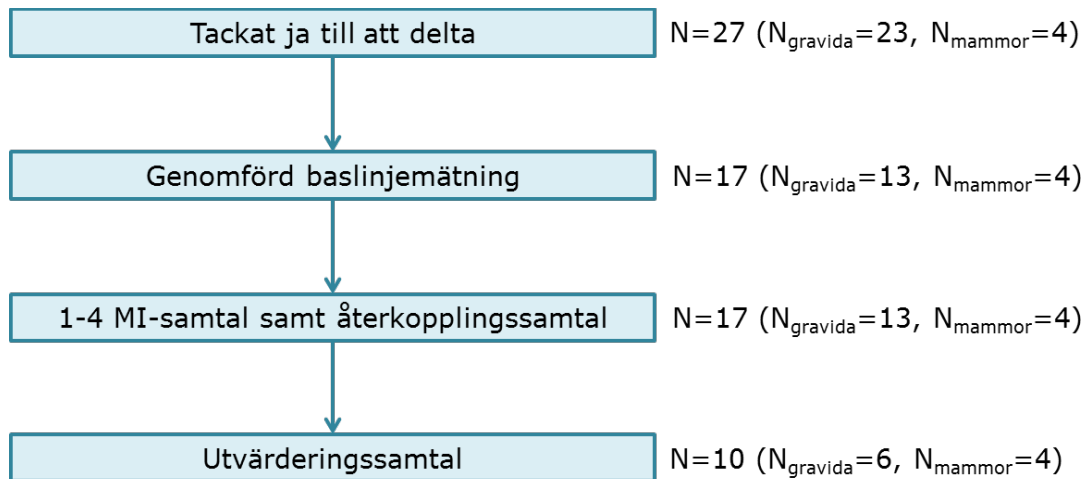 Tackat ja till att delta N=27 (Ngravida=23, Nmammor=4)
Genomförd baslinjemätning N=17 (Ngravida=13, Nmammor=4)
1-4 MI-samtal samt återkopplingssamtal N=17 (Ngravida=13, Nmammor=4)
Utvärderingssamtal N=10 (Ngravida=6, Nmammor=4)